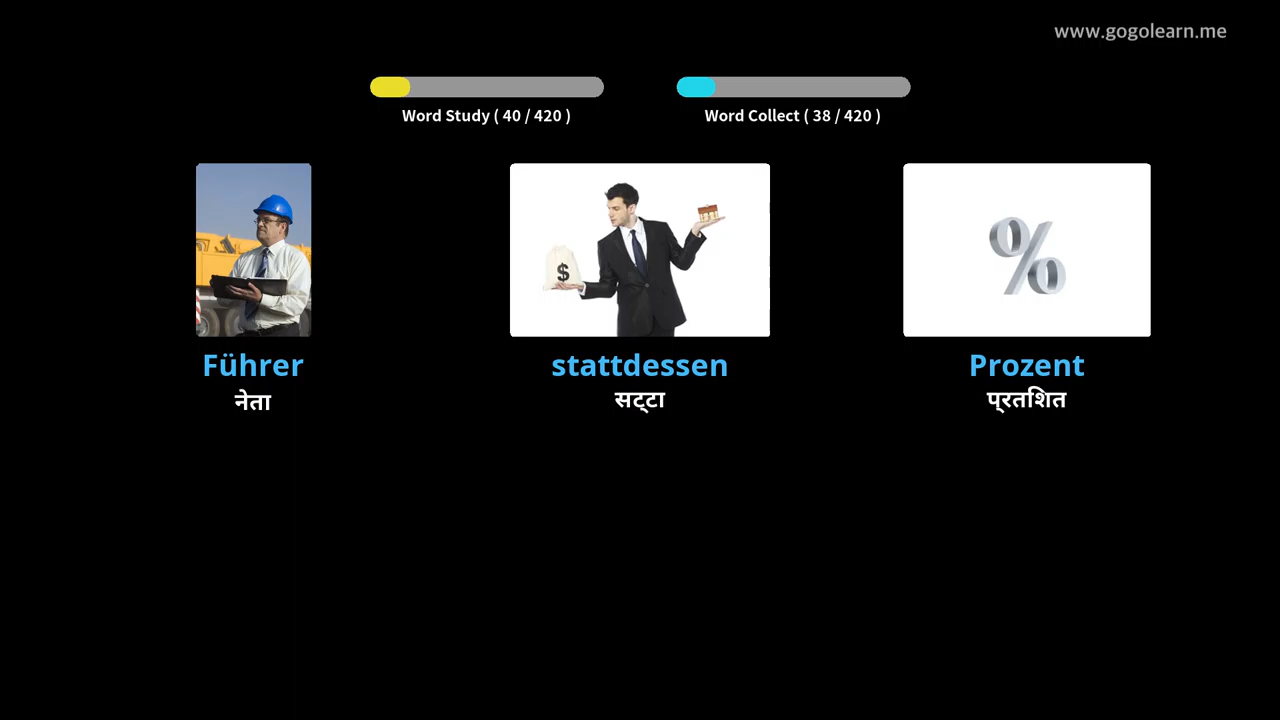 www.gogolearn.me
Word Study ( 40 / 420 )
Word Collect ( 38 / 420 )
$
%
Führer
stattdessen
Prozent
नेता
सट्टा
प्रतिशत